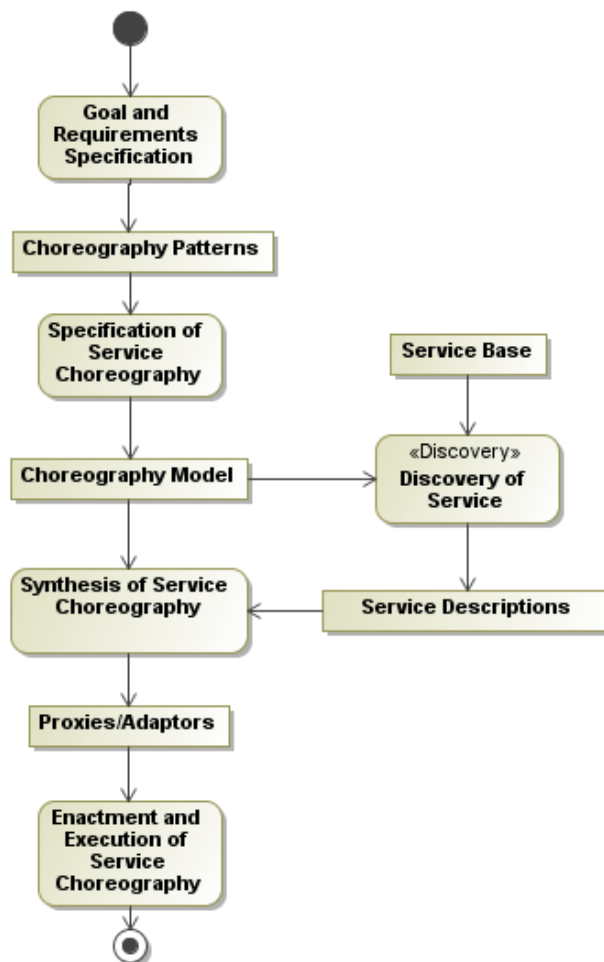 Goal and
Requirements
Specification
Choreography Patterns
Specification of
Service
Choreography
Service Base
«Discovery»
Discovery of
Service
Choreography Model
Synthesis of Service
Choreography
Service Descriptions
Proxies/Adaptors
Enactment and
Execution of
Service
Choreography